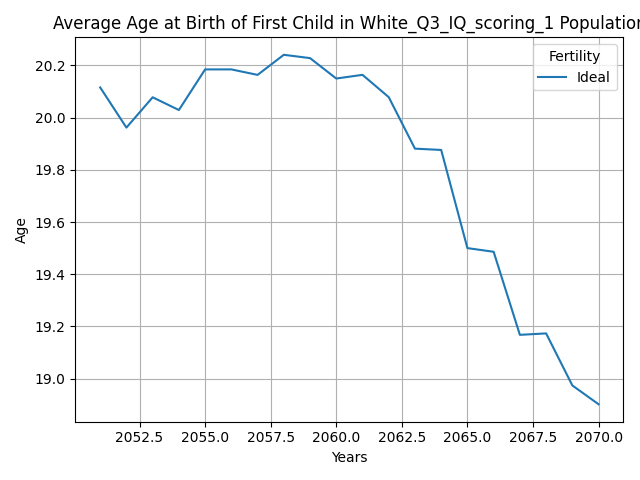 Average Age at Birth of First Child in White_Q3_IQ_scoring_1 Population
Fertility
Ideal
20.2
20.0
19.8
19.6
19.4
19.2
19.0
Age
2052.5 2055.0 2057.5 2060.0 2062.5 2065.0 2067.5 2070.0
Years